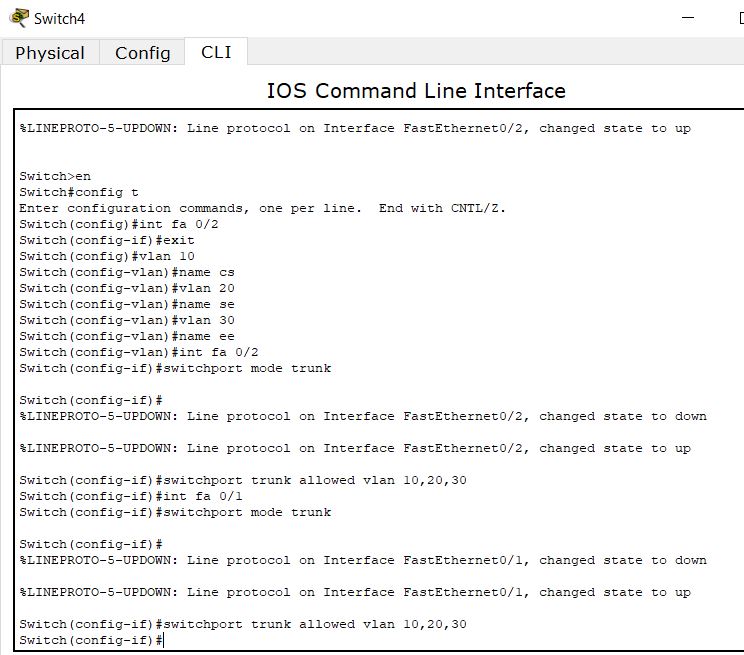 Switch4
Physical Config CLI
IOS Command Line Interface
%LINEPROTO-5-UPDOWN: Line protocol on Interface FastEthernet0/2, changed state to up
Switch>en
Switch#config t
Enter configuration commands, one per line.  End with CNTL/Z.
Switch(config)#int fa 0/2
Switch(config-if)#exit
Switch(config)#vlan 10
Switch(config-vlan)#name cs
Switch(config-vlan)#vlan 20
Switch(config-vlan)#name se
Switch(config-vlan)#vlan 30
Switch(config-vlan)#name ee
Switch(config-vlan)#int fa 0/2
Switch(config-if)#switchport mode trunk
Switch(config-if)#
%LINEPROTO-5-UPDOWN: Line protocol on Interface FastEthernet0/2, changed state to down
%LINEPROTO-5-UPDOWN: Line protocol on Interface FastEthernet0/2, changed state to up
Switch(config-if)#switchport trunk allowed vlan 10,20,30
Switch(config-if)#int fa 0/1
Switch(config-if)#switchport mode trunk
Switch(config-if)#
%LINEPROTO-5-UPDOWN: Line protocol on Interface FastEthernet0/1, changed state to down
%LINEPROTO-5-UPDOWN: Line protocol on Interface FastEthernet0/1, changed state to up
Switch(config-if)#switchport trunk allowed vlan 10,20,30
Switch(config-if)#